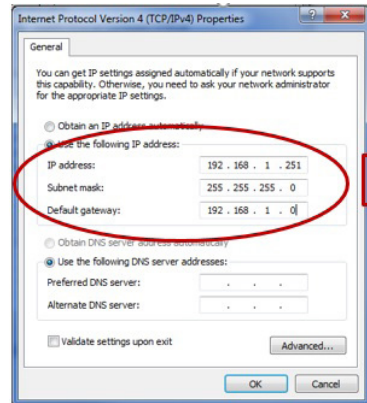 Internet Protocol Version 4 (TCP/IPv4) Properties
General
You can get IP settings assigned automatically if your network supports
this capability. Otherwise, you need to ask your network administrator
for the appropriate IP settings.
Obtain an IP address automatically
Use the following IP address:
IP address: 192 . 168 . 1 . 251
Subnet mask: 255 . 255 . 255 . 0
Default gateway: 192 . 168 . 1 . 0
Obtain DNS server address automatically
Use the following DNS server addresses:
Preferred DNS server: . . .
Alternate DNS server: . . .
Validate settings upon exit
Advanced...
OK Cancel